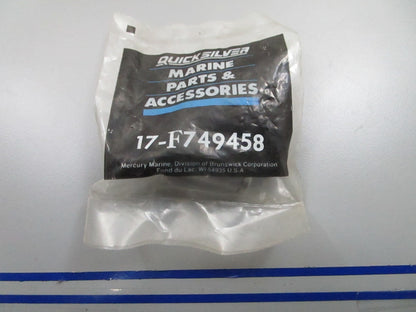 QUICKSILVER
MARINE
PARTS &
ACCESSORIES
17-F749458
Mercury Marine, Division of Brunswick Corporation
Fond du Lac, WI 54935 U.S.A